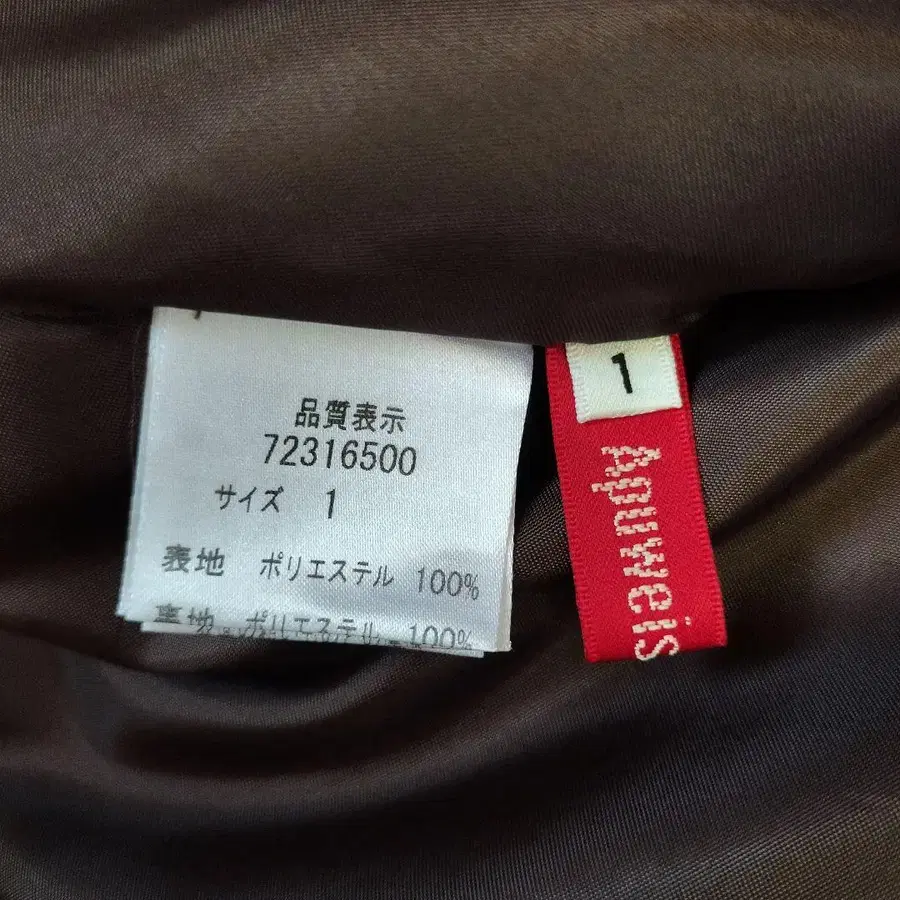 品質表示
72316500
サイズ 1
表地 ポリエステル 100%
裏地 ポリエステル 100%
1
Apuweis